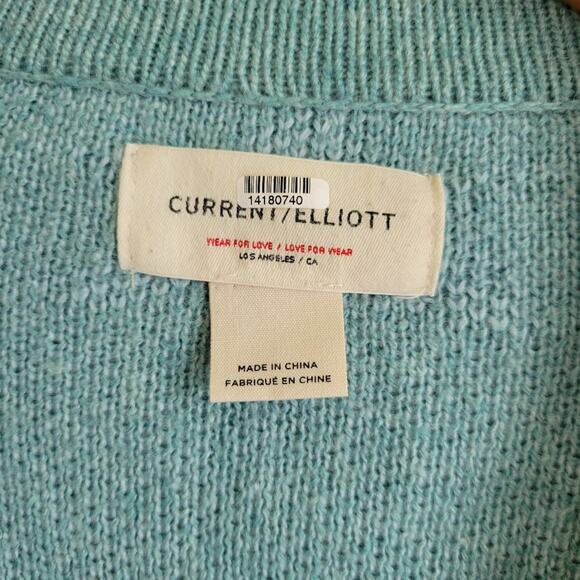 14180740
CURRENT/ELLIOTT
WEAR FOR LOVE / LOVE FOR WEAR
LOS ANGELES / CA
MADE IN CHINA
FABRIQUÉ EN CHINE